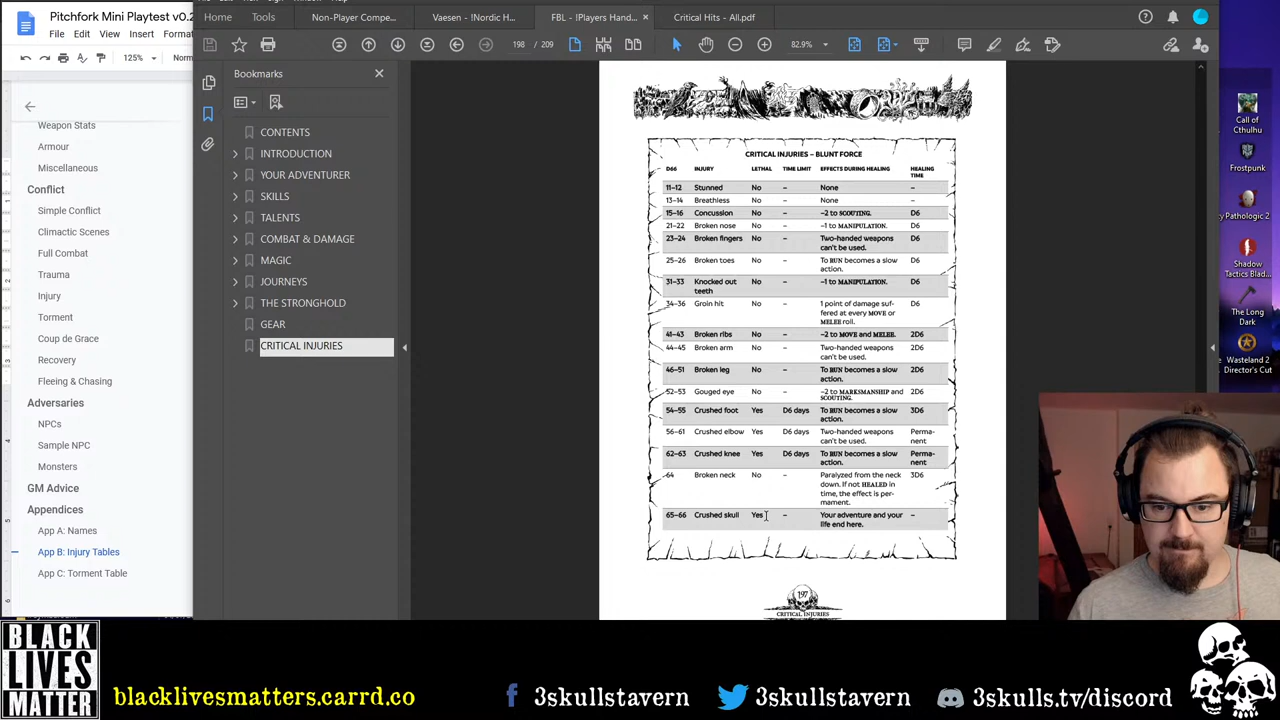 Pitchfork Mini Playtest v0.2
File Edit View Insert Format
125% Norm
Weapon Stats
Armour
Miscellaneous
Conflict
Simple Conflict
Climactic Scenes
Full Combat
Trauma
Injury
Torment
Coup de Grace
Recovery
Fleeing & Chasing
Adversaries
NPCs
Sample NPC
Monsters
GM Advice
Appendices
App A: Names
App B: Injury Tables
App C: Torment Table
Home Tools Non-Player Compe... Vaesen - !Nordic H... FBL - !Players Hand... × Critical Hits - All.pdf
198 / 209 82.9%
Bookmarks
CONTENTS
INTRODUCTION
YOUR ADVENTURER
SKILLS
TALENTS
COMBAT & DAMAGE
MAGIC
JOURNEYS
THE STRONGHOLD
GEAR
CRITICAL INJURIES
CRITICAL INJURIES – BLUNT FORCE
D66 INJURY LETHAL TIME LIMIT EFFECTS DURING HEALING HEALING
TIME
11–12 Stunned No – None –
13–14 Breathless No – None –
15–16 Concussion No – –2 to SCOUTING. D6
21–22 Broken nose No – –1 to MANIPULATION. D6
23–24 Broken fingers No – Two-handed weapons D6
can't be used.
25–26 Broken toes No – To RUN becomes a slow D6
action.
31–33 Knocked out No – –1 to MANIPULATION. D6
teeth
34–36 Groin hit No – 1 point of damage suf- D6
fered at every MOVE or
MELEE roll.
41–43 Broken ribs No – –2 to MOVE and MELEE. 2D6
44–45 Broken arm No – Two-handed weapons 2D6
can't be used.
46–51 Broken leg No – To RUN becomes a slow 2D6
action.
52–53 Gouged eye No – –2 to MARKSMANSHIP and 2D6
SCOUTING.
54–55 Crushed foot Yes D6 days To RUN becomes a slow 3D6
action.
56–61 Crushed elbow Yes D6 days Two-handed weapons Perma-
can't be used. nent
62–63 Crushed knee Yes D6 days To RUN becomes a slow Perma-
action. nent
64 Broken neck No – Paralyzed from the neck 3D6
down. If not HEALED in
time, the effect is per-
mament.
65–66 Crushed skull Yes – Your adventure and your –
life end here.
197
CRITICAL INJURIES
Call of
Cthulhu
Frostpunk
Pathologic 2
Shadow
Tactics Blad...
The Long
Dark
Wasteland 2
Director's Cut
BLACK
LIVES
MATTER
blacklivesmatters.carrd.co
3skullstavern
3skullstavern
3skulls.tv/discord